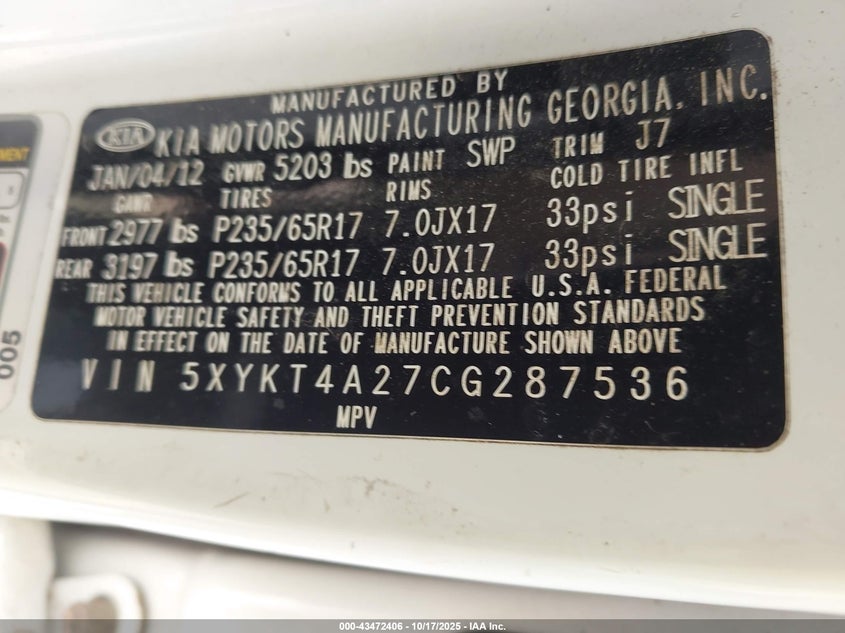 MANUFACTURED BY
KIA KIA MOTORS MANUFACTURING GEORGIA, INC.
JAN/04/12 GVWR 5203 lbs PAINT SWP TRIM J7
GAWR TIRES RIMS COLD TIRE INFL
FRONT 2977 lbs P235/65R17 7.0JX17 33psi SINGLE
REAR 3197 lbs P235/65R17 7.0JX17 33psi SINGLE
THIS VEHICLE CONFORMS TO ALL APPLICABLE U.S.A. FEDERAL
MOTOR VEHICLE SAFETY AND THEFT PREVENTION STANDARDS
IN EFFECT ON THE DATE OF MANUFACTURE SHOWN ABOVE
VIN 5XYKT4A27CG287536
MPV
005
000-43472406 | 10/17/2025 - IAA Inc.